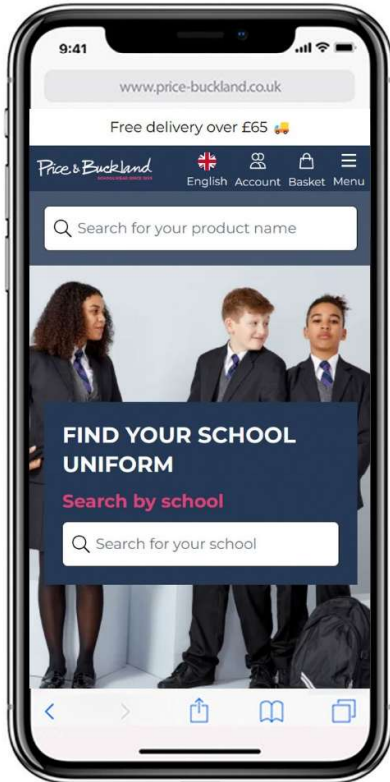 9:41
www.price-buckland.co.uk
Free delivery over £65
Price & Buckland
English Account Basket Menu
Search for your product name
FIND YOUR SCHOOL
UNIFORM
Search by school
Search for your school